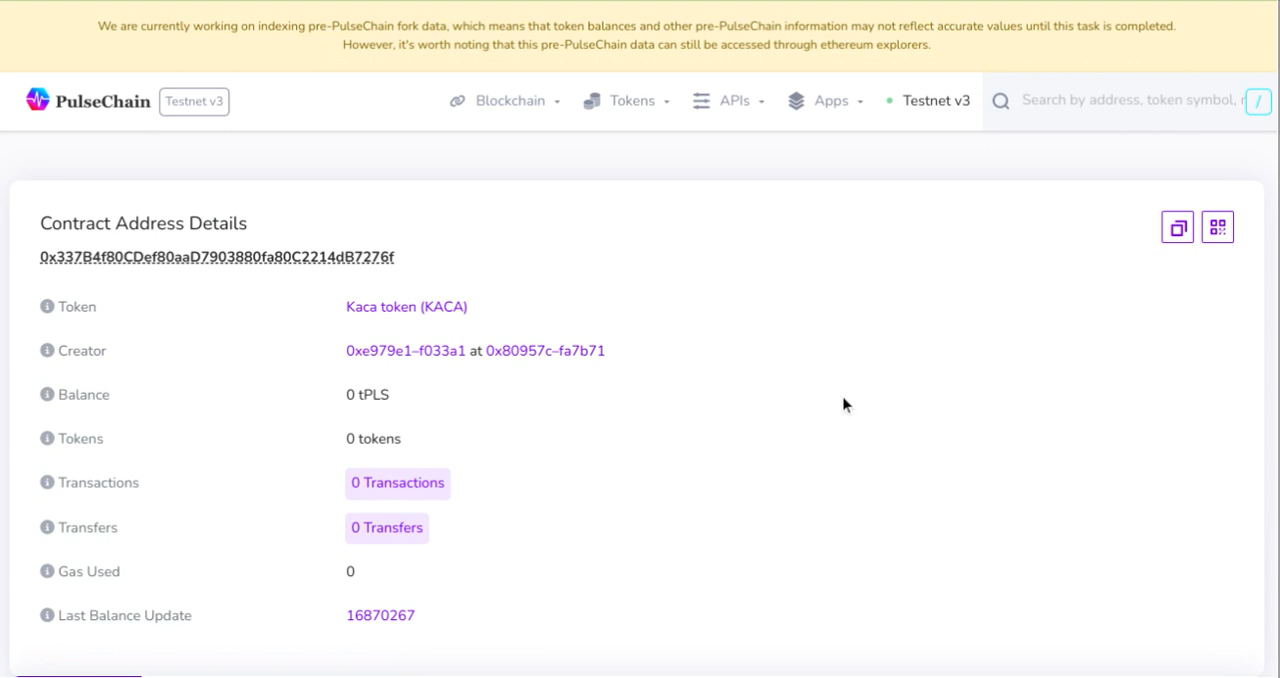 We are currently working on indexing pre-PulseChain fork data, which means that token balances and other pre-PulseChain information may not reflect accurate values until this task is completed.
However, it's worth noting that this pre-PulseChain data can still be accessed through ethereum explorers.
PulseChain Testnet v3 Blockchain Tokens APIs Apps Testnet v3 Search by address, token symbol, /
Contract Address Details
0x337B4f80CDef80aaD7903880fa80C2214dB7276f
Token Kaca token (KACA)
Creator 0xe979e1–f033a1 at 0x80957c–fa7b71
Balance 0 tPLS
Tokens 0 tokens
Transactions 0 Transactions
Transfers 0 Transfers
Gas Used 0
Last Balance Update 16870267